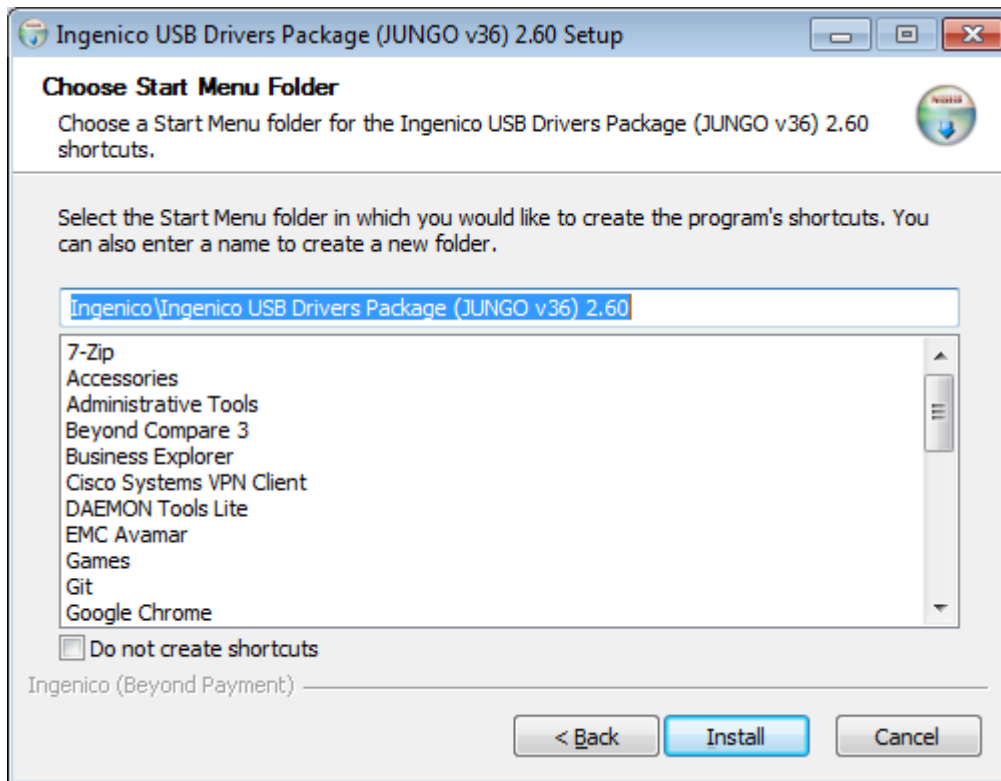 Ingenico USB Drivers Package (JUNGO v36) 2.60 Setup
Choose Start Menu Folder
Choose a Start Menu folder for the Ingenico USB Drivers Package (JUNGO v36) 2.60
shortcuts.
Select the Start Menu folder in which you would like to create the program's shortcuts. You
can also enter a name to create a new folder.
Ingenico\Ingenico USB Drivers Package (JUNGO v36) 2.60
7-Zip
Accessories
Administrative Tools
Beyond Compare 3
Business Explorer
Cisco Systems VPN Client
DAEMON Tools Lite
EMC Avamar
Games
Git
Google Chrome
Do not create shortcuts
Ingenico (Beyond Payment)
< Back
Install
Cancel